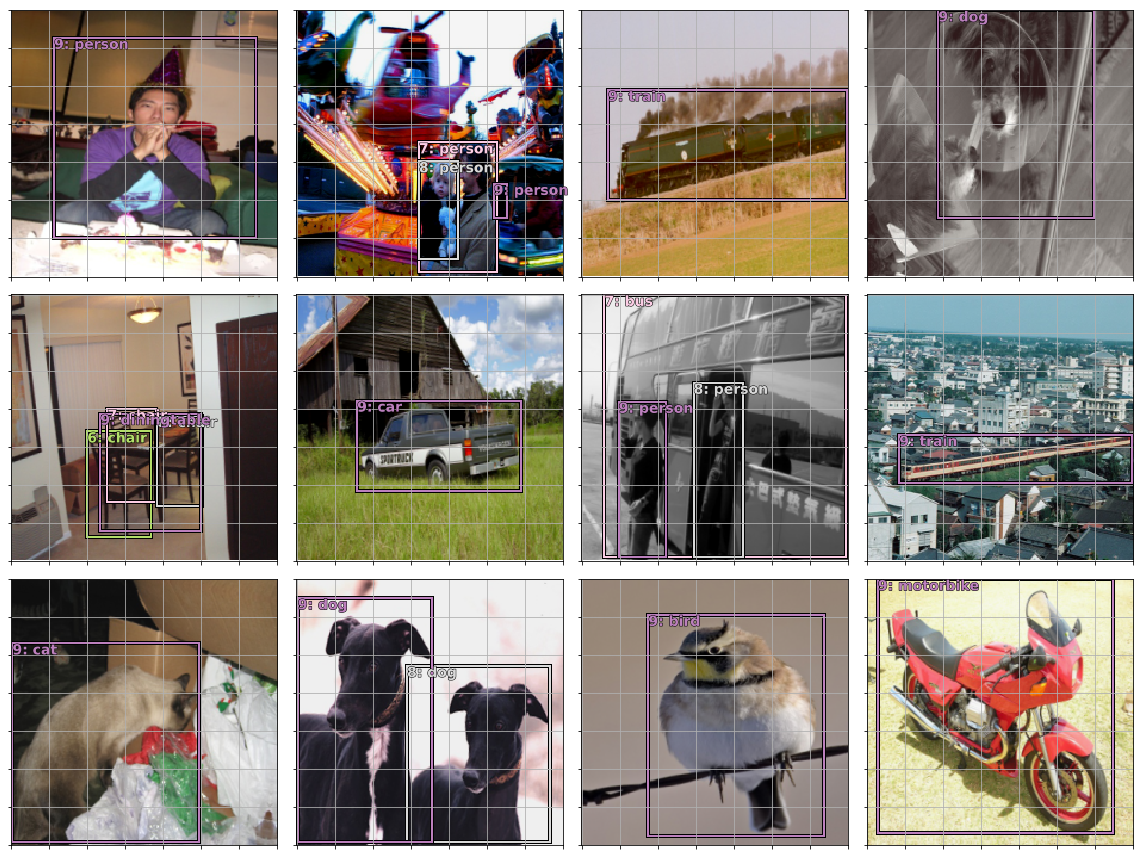 9: person
7: person
8: person
9: person
9: train
9: dog
7: chair
9: diningtable
6: chair
9: car
SPORTRUCK
7: bus
8: person
9: person
9: train
9: cat
9: dog
8: dog
9: bird
9: motorbike